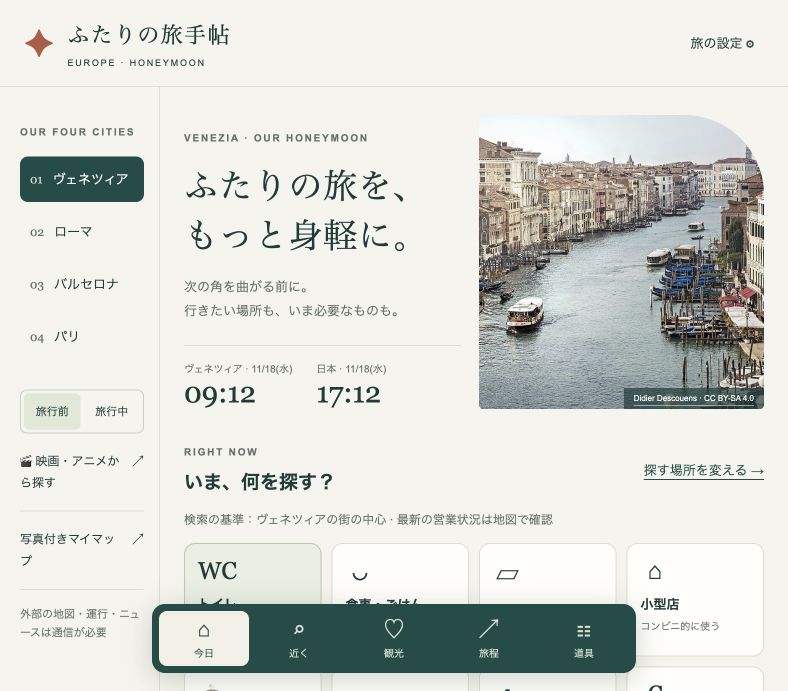 ふたりの旅手帖
EUROPE · HONEYMOON
旅の設定
OUR FOUR CITIES
01 ヴェネツィア
02 ローマ
03 バルセロナ
04 パリ
旅行前 旅行中
🎬 映画・アニメか ↗
ら探す
写真付きマイマッ ↗
プ
外部の地図・運行・ニュ
ースは通信が必要
VENEZIA · OUR HONEYMOON
ふたりの旅を、
もっと身軽に。
次の角を曲がる前に。
行きたい場所も、いま必要なものも。
ヴェネツィア · 11/18(水) 日本 · 11/18(水)
09:12 17:12
Didier Descouens · CC BY-SA 4.0
RIGHT NOW
いま、何を探す？
探す場所を変える →
検索の基準：ヴェネツィアの街の中心 · 最新の営業状況は地図で確認
WC
トイレ
食事・ごはん
小型店
コンビニ的に使う
今日 近く 観光 旅程 道具